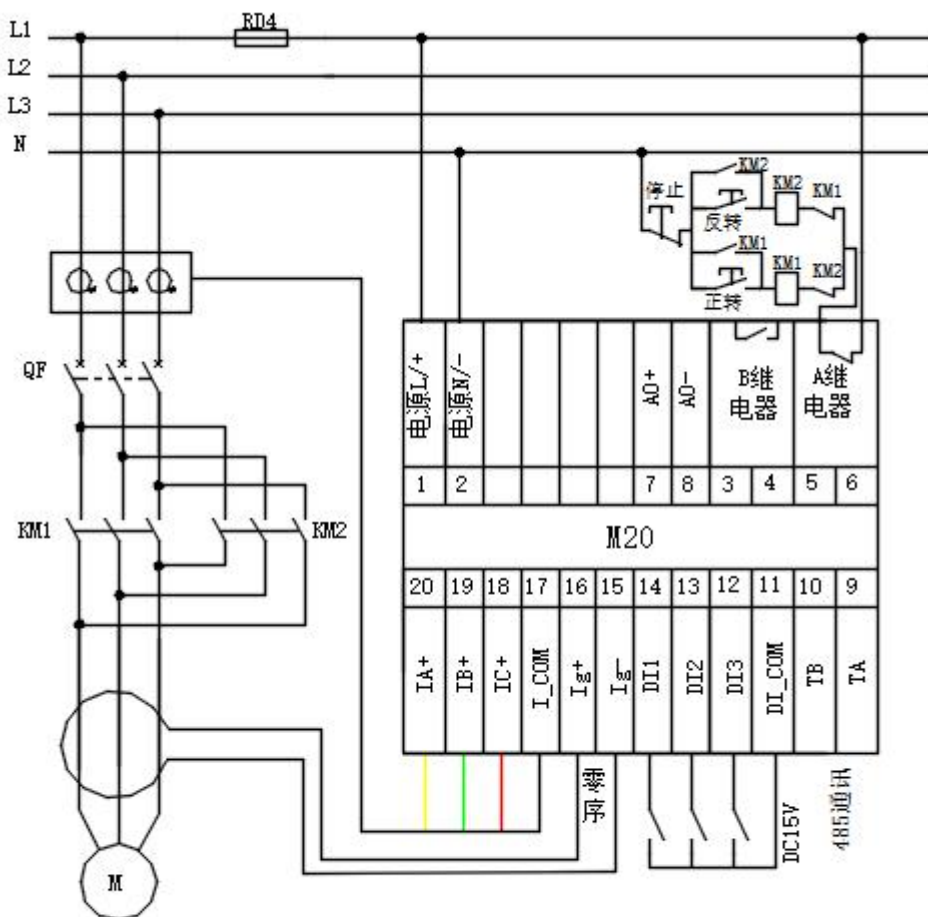 L1
RD4
L2
L3
N
停止
KM2
KM2
KM1
反转
KM1
KM1
KM2
正转
QF
电源L/+
电源N/-
AO+
AO-
B继
电器
A继
电器
1
2
7
8
3
4
5
6
KM1
KM2
M20
20
19
18
17
16
15
14
13
12
11
10
9
IA+
IB+
IC+
I_COM
Ig+
Ig-
DI1
DI2
DI3
DI_COM
TB
TA
零序
DC15V
485通讯
M